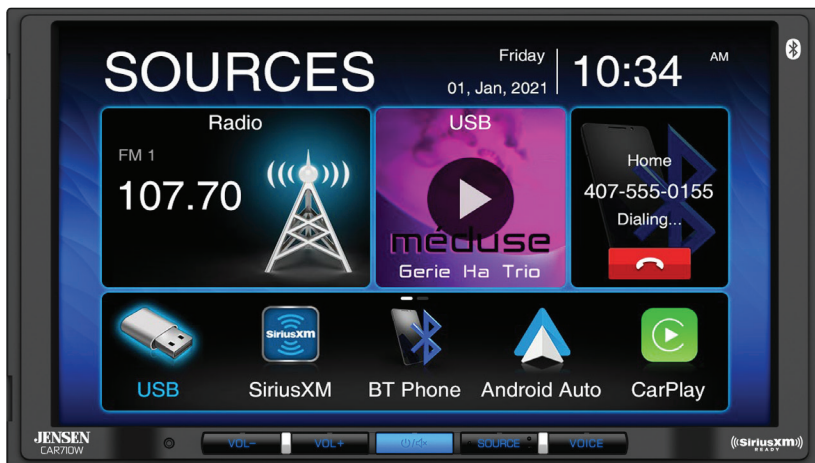 SOURCES
Friday
01, Jan, 2021
10:34 AM
Radio
FM 1
107.70
USB
méduse
Gerie Ha Trio
Home
407-555-0155
Dialing...
USB
SiriusXM
SiriusXM
BT Phone
Android Auto
CarPlay
JENSEN
CAR710W
VOL-
VOL+
SOURCE
VOICE
((SiriusXM))
READY